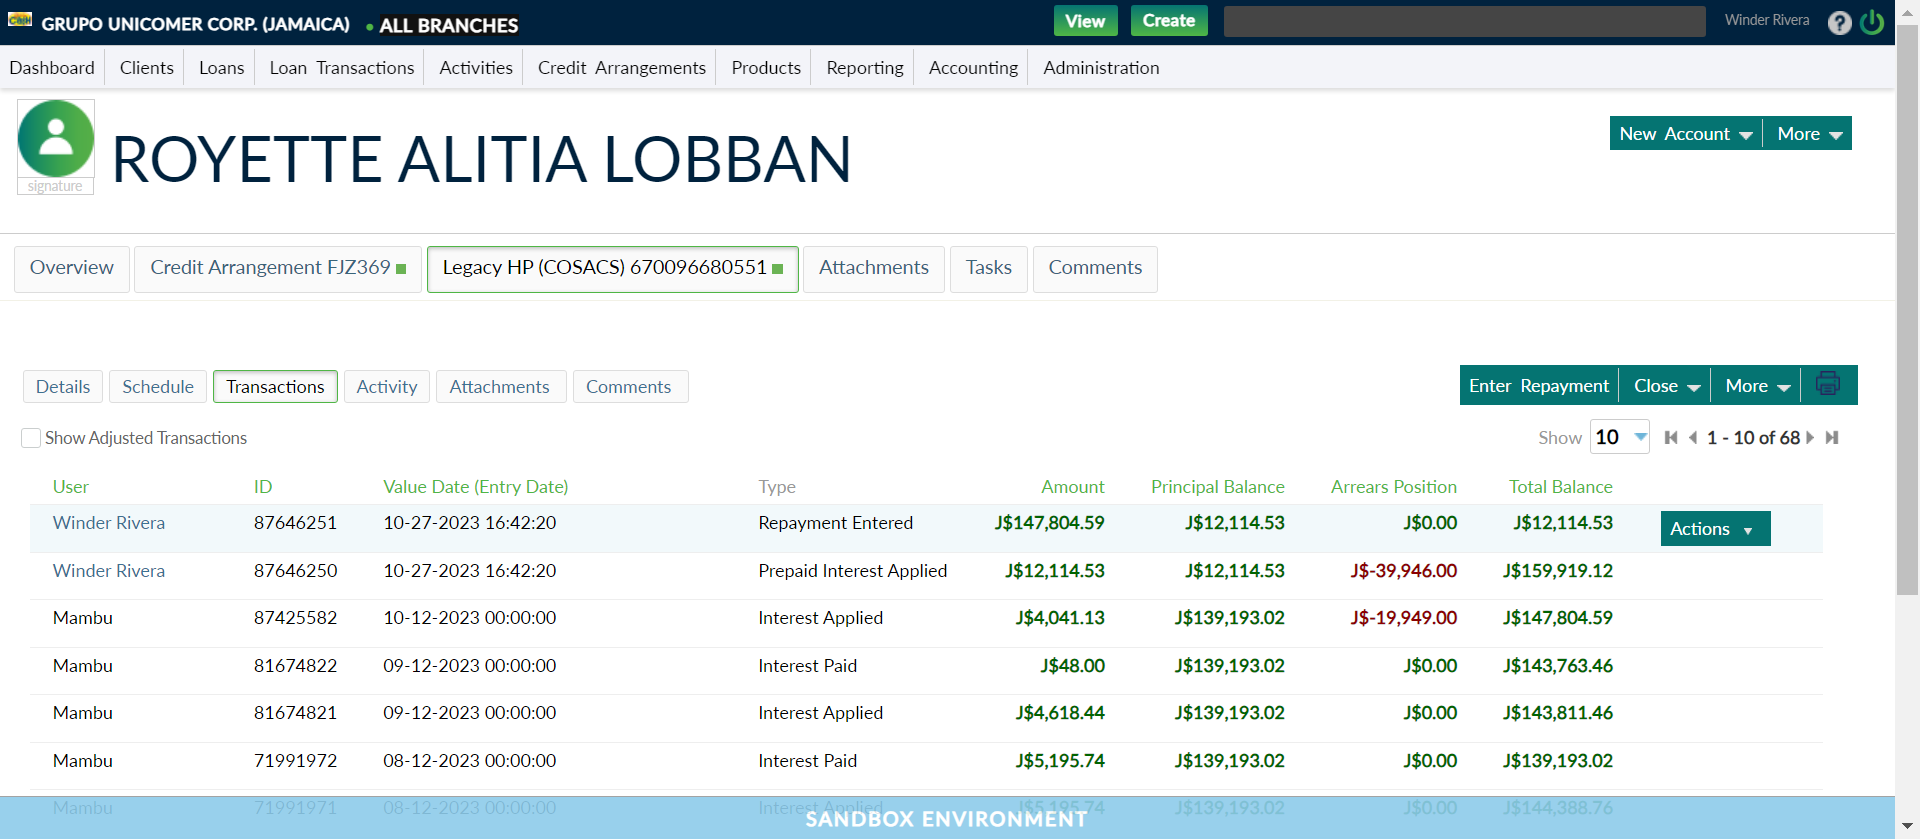 GRUPO UNICOMER CORP. (JAMAICA) ALL BRANCHES View Create Winder Rivera ?
Dashboard Clients Loans Loan Transactions Activities Credit Arrangements Products Reporting Accounting Administration
signature
ROYETTE ALITIA LOBBAN
New Account More
Overview Credit Arrangement FJZ369 Legacy HP (COSACS) 670096680551 Attachments Tasks Comments
Details Schedule Transactions Activity Attachments Comments Enter Repayment Close More
Show Adjusted Transactions Show 10 1 - 10 of 68
User ID Value Date (Entry Date) Type Amount Principal Balance Arrears Position Total Balance
Winder Rivera 87646251 10-27-2023 16:42:20 Repayment Entered J$147,804.59 J$12,114.53 J$0.00 J$12,114.53 Actions
Winder Rivera 87646250 10-27-2023 16:42:20 Prepaid Interest Applied J$12,114.53 J$12,114.53 J$-39,946.00 J$159,919.12
Mambu 87425582 10-12-2023 00:00:00 Interest Applied J$4,041.13 J$139,193.02 J$-19,949.00 J$147,804.59
Mambu 81674822 09-12-2023 00:00:00 Interest Paid J$48.00 J$139,193.02 J$0.00 J$143,763.46
Mambu 81674821 09-12-2023 00:00:00 Interest Applied J$4,618.44 J$139,193.02 J$0.00 J$143,811.46
Mambu 71991972 08-12-2023 00:00:00 Interest Paid J$5,195.74 J$139,193.02 J$0.00 J$139,193.02
Mambu 71991971 08-12-2023 00:00:00 Interest Applied J$5,195.74 J$139,193.02 J$0.00 J$144,388.76
SANDBOX ENVIRONMENT